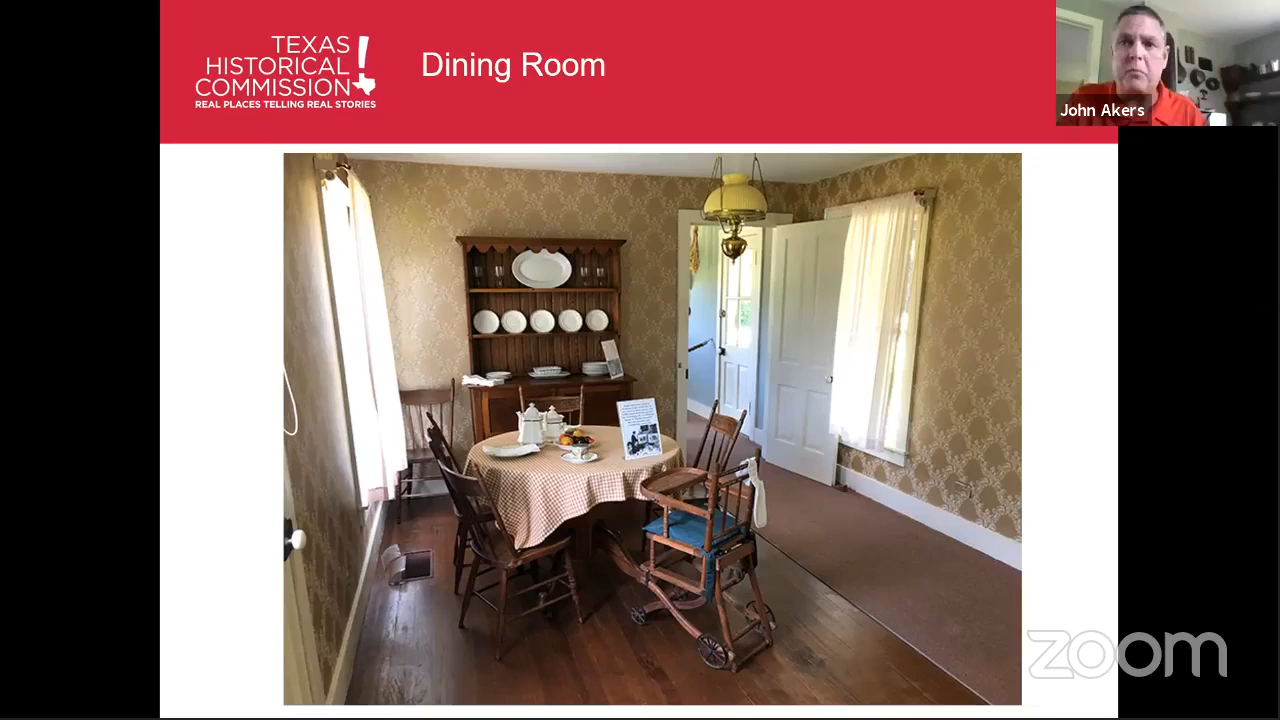 TEXAS
HISTORICAL
COMMISSION
REAL PLACES TELLING REAL STORIES
Dining Room
John Akers
zoom